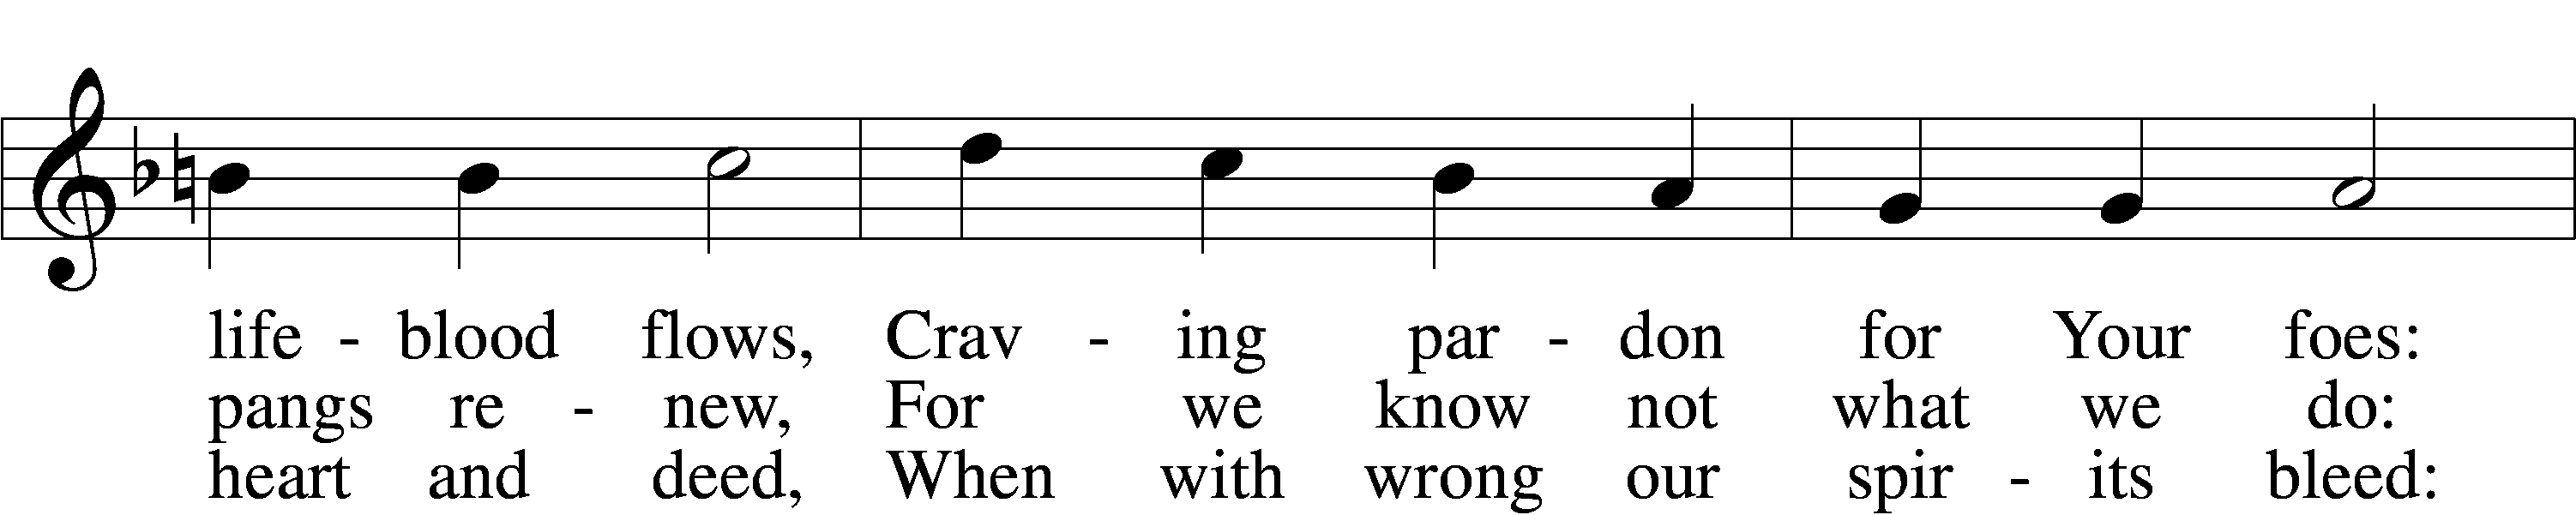 life - blood flows, Crav - ing par - don for Your foes:
pangs re - new, For we know not what we do:
heart and deed, When with wrong our spir - its bleed: